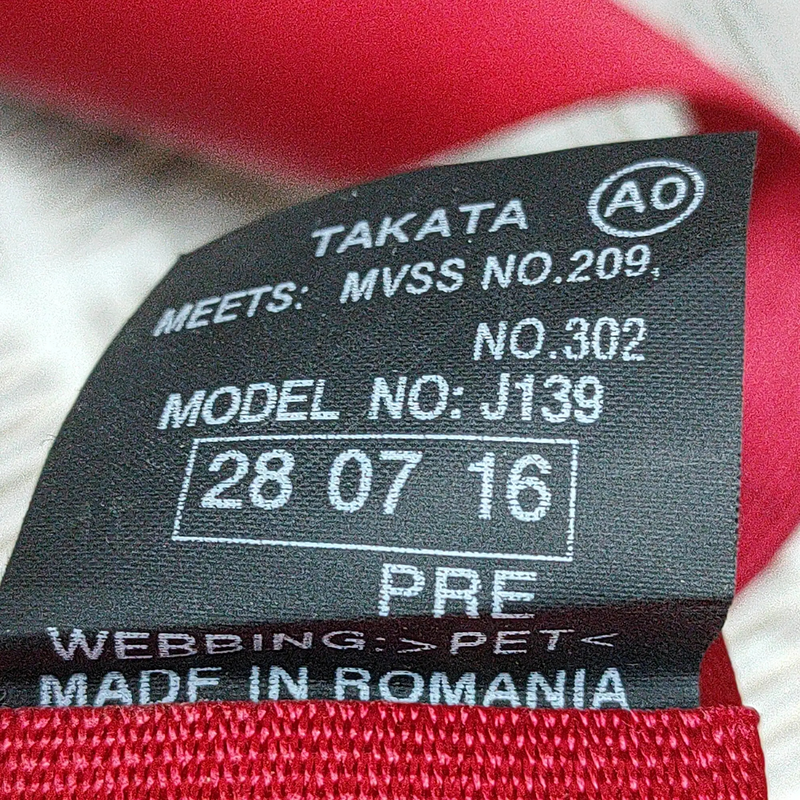 TAKATA AO
MEETS: MVSS NO.209,
NO.302
MODEL NO: J139
28 07 16
PRE
WEBBING:>PET<
MADE IN ROMANIA